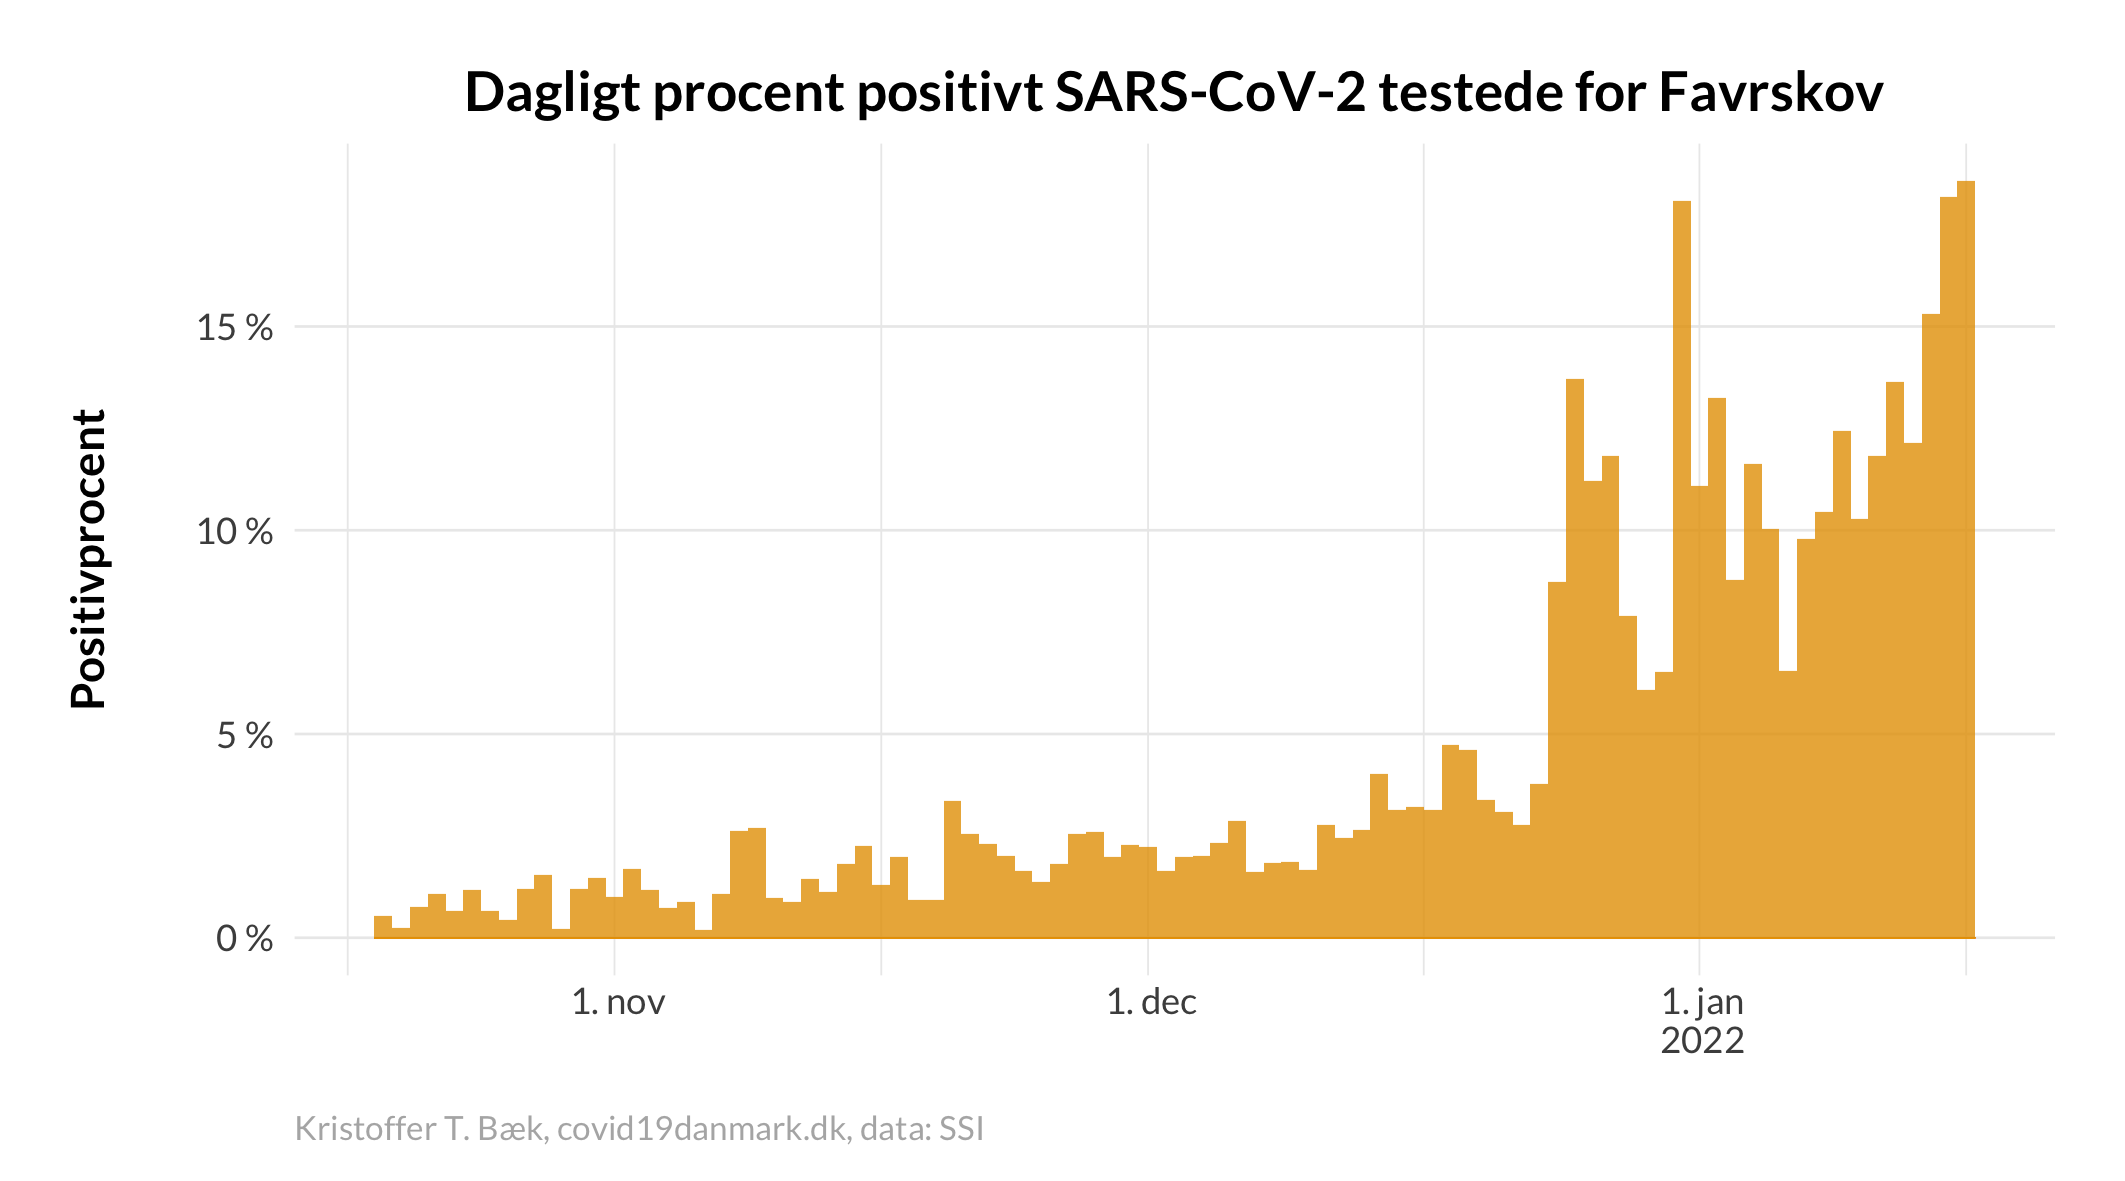 Dagligt procent positivt SARS-CoV-2 testede for Favrskov
Positivprocent
15 %
10 %
5 %
0 %
1. nov
1. dec
1. jan
2022
Kristoffer T. Bæk, covid19danmark.dk, data: SSI